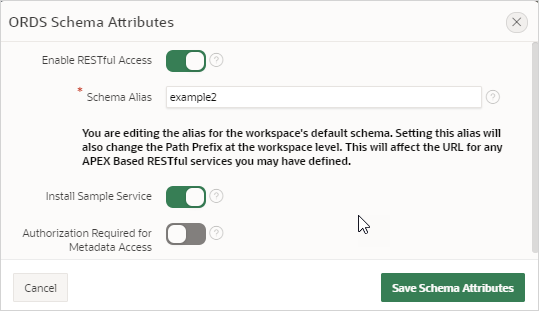 ORDS Schema Attributes
Enable RESTful Access
* Schema Alias example2
You are editing the alias for the workspace's default schema. Setting this alias will
also change the Path Prefix at the workspace level. This will affect the URL for any
APEX Based RESTful services you may have defined.
Install Sample Service
Authorization Required for
Metadata Access
Cancel Save Schema Attributes